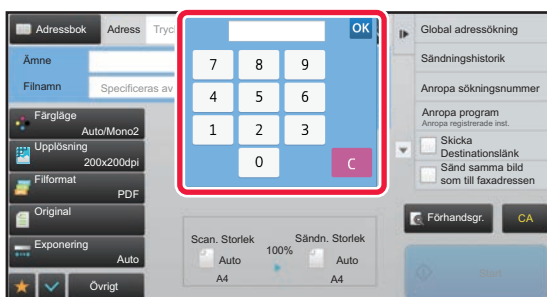 Adressbok
Adress
Tryc
OK
Global adressökning
Ämne
Sändningshistorik
Filnamn
Specificeras av
7 8 9
Anropa sökningsnummer
4 5 6
Anropa program
Anropa registrerade inst.
Färgläge
Auto/Mono2
1 2 3
Skicka
Destinationslänk
Upplösning
200x200dpi
0 C
Sänd samma bild
som till faxadressen
Filformat
PDF
Original
Förhandsgr.
CA
Exponering
Auto
Scan. Storlek
100%
Sändn. Storlek
Auto
Auto
A4
A4
Övrigt
Start